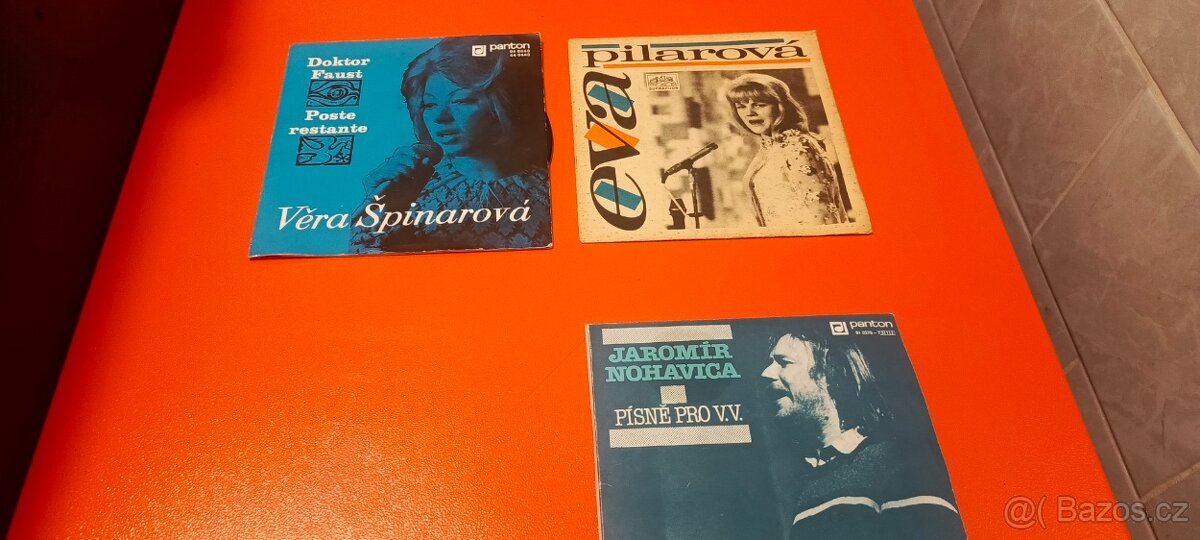 panton
Doktor
Faust
Poste
restante
Věra Špinarová
eva
pilarová
SUPRAPHON
panton
JAROMÍR
NOHAVICA
PÍSNĚ PRO V.V.
@( Bazos.cz